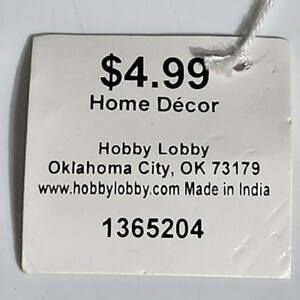 $4.99
Home Décor
Hobby Lobby
Oklahoma City, OK 73179
www.hobbylobby.com Made in India
1365204